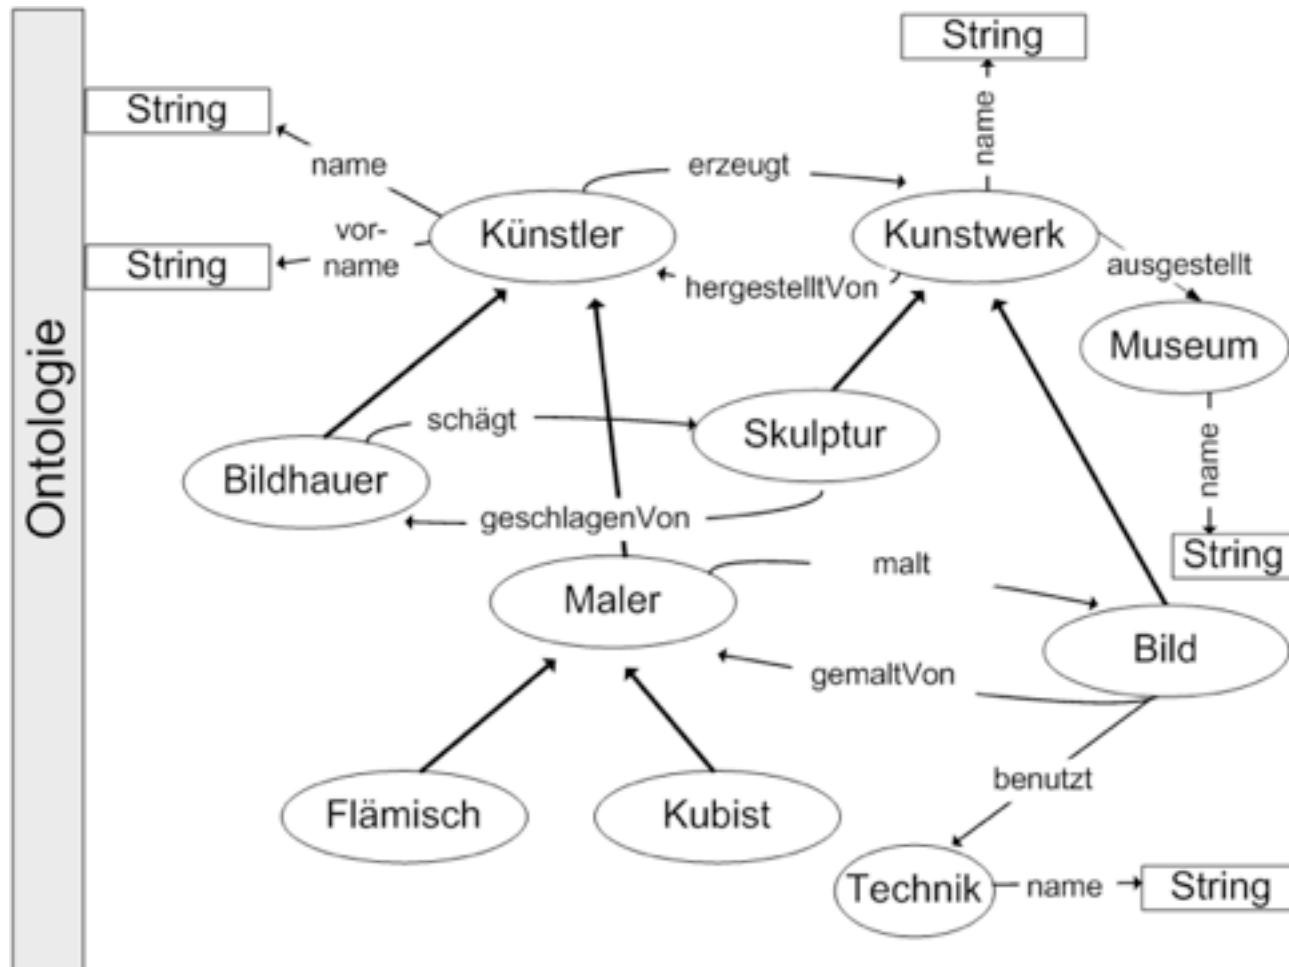 Ontologie
String
String
name
String
name
erzeugt
vor-
name
Künstler
Kunstwerk
String
hergestelltVon
ausgestellt
Museum
schägt
Skulptur
name
Bildhauer
geschlagenVon
String
malt
Maler
Bild
gemaltVon
benutzt
Flämisch
Kubist
Technik
name
String